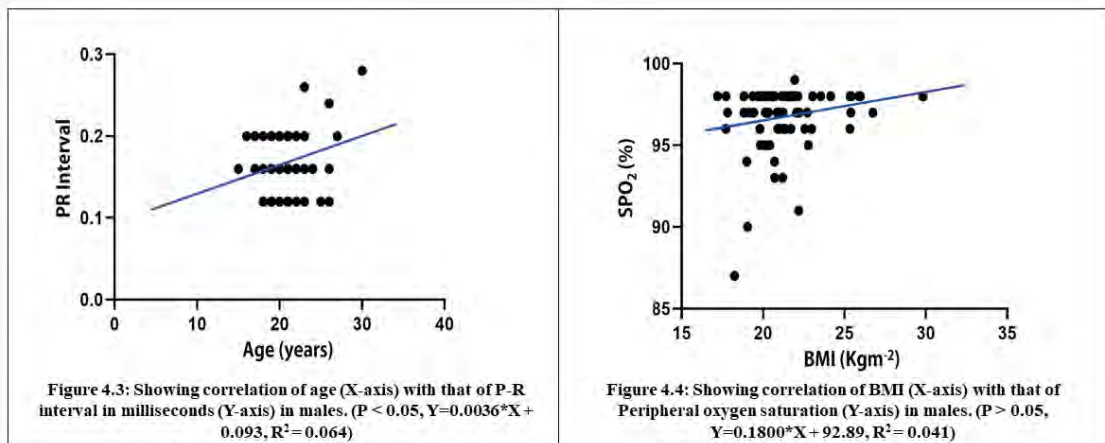 0.3
0.2
0.1
0.0
PR Interval
0 10 20 30 40
Age (years)
Figure 4.3: Showing correlation of age (X-axis) with that of P-R
interval in milliseconds (Y-axis) in males. (P < 0.05, Y=0.0036*X +
0.093, R² = 0.064)
100
95
90
85
SPO₂ (%)
15 20 25 30 35
BMI (Kgm⁻²)
Figure 4.4: Showing correlation of BMI (X-axis) with that of
Peripheral oxygen saturation (Y-axis) in males. (P > 0.05,
Y=0.1800*X + 92.89, R² = 0.041)